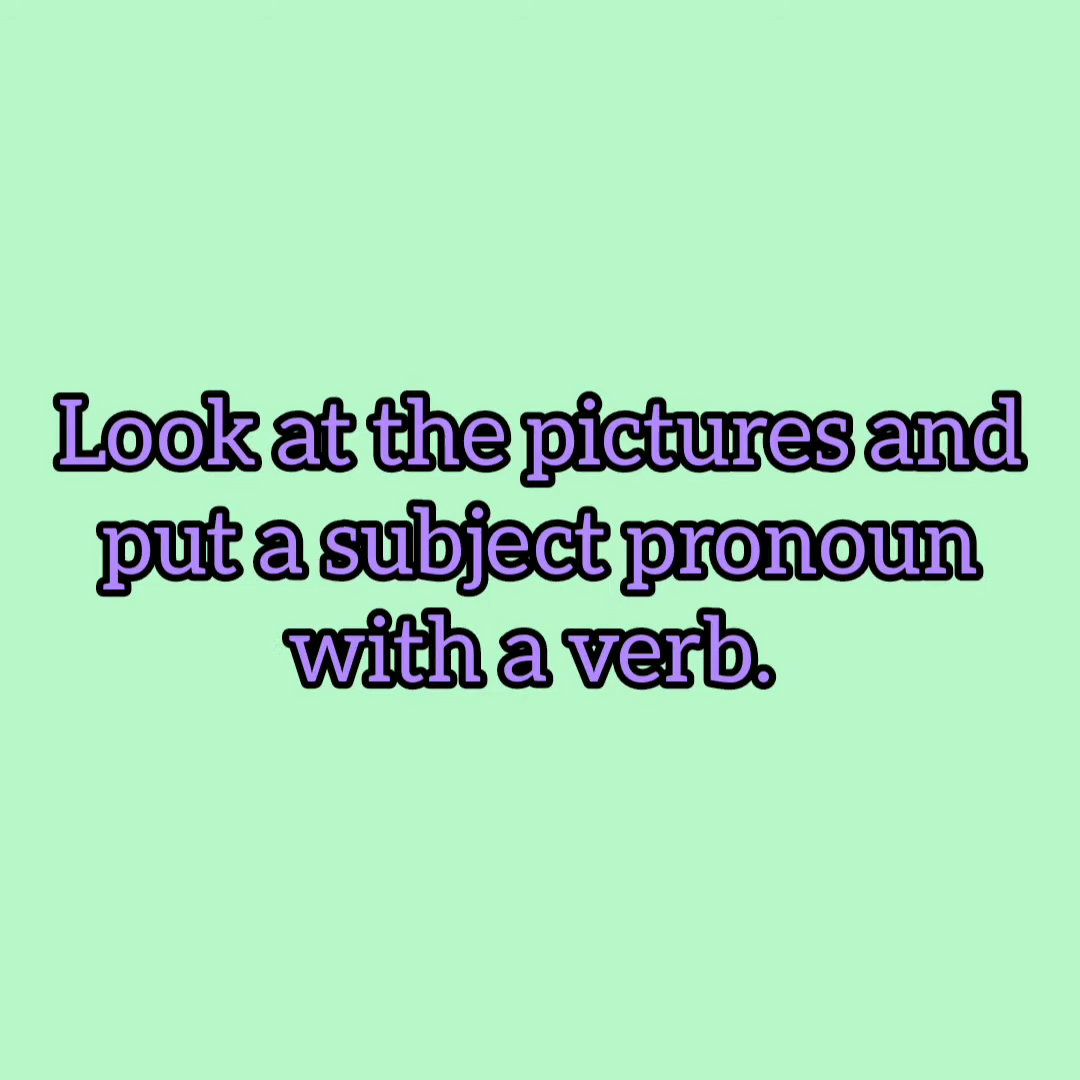 Look at the pictures and
put a subject pronoun
with a verb.